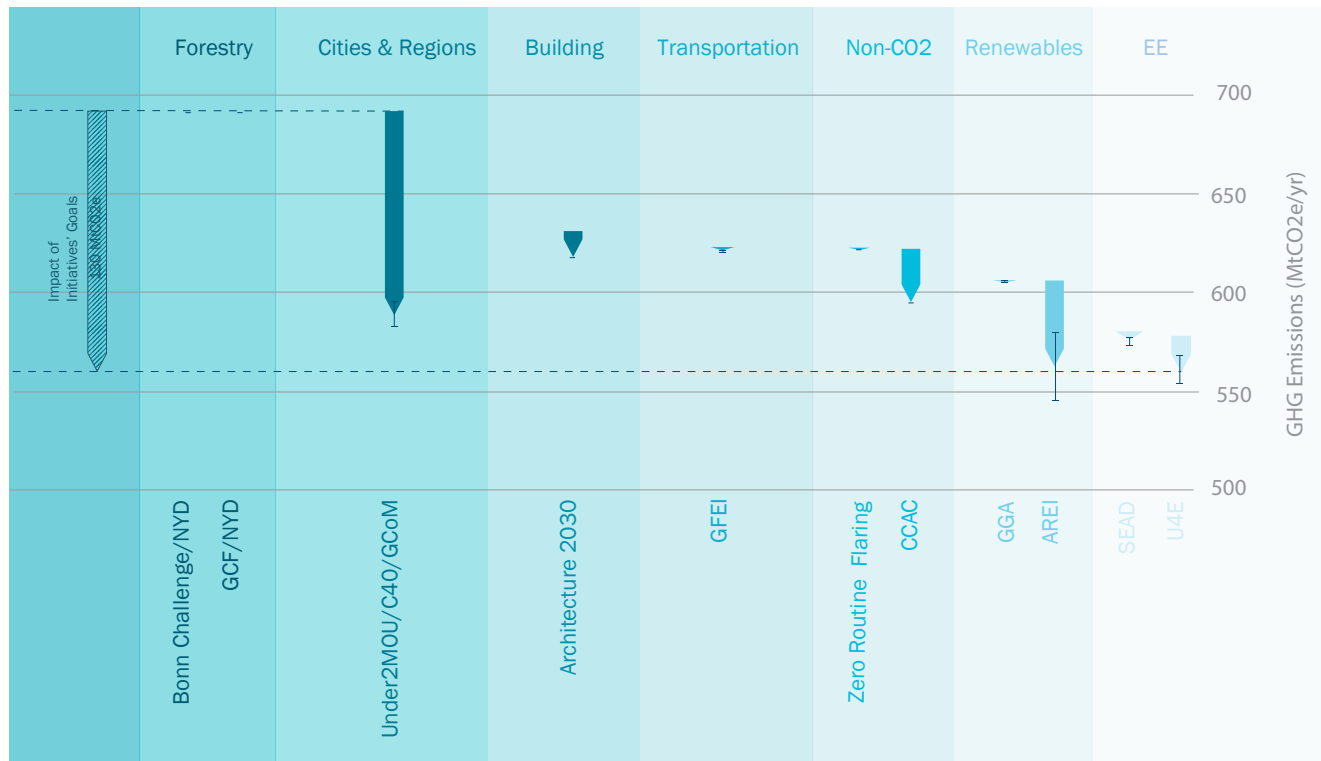 Forestry
Cities & Regions
Building
Transportation
Non-CO2
Renewables
EE
700
650
600
550
500
GHG Emissions (MtCO2e/yr)
Impact of
Initiatives' Goals
130 MtCO2e
Bonn Challenge/NYD
GCF/NYD
Under2MOU/C40/GCoM
Architecture 2030
GFEI
Zero Routine Flaring
CCAC
GGA
AREI
SEAD
U4E